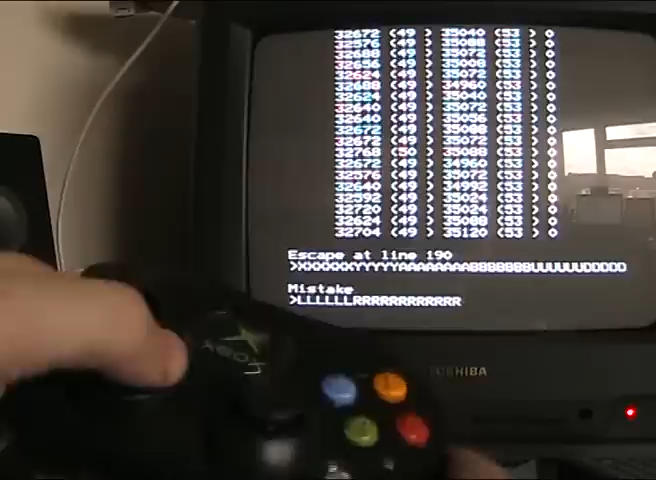 32672 (49 ) 35040 (53 ) 0
32576 (49 ) 35088 (53 ) 0
32688 (49 ) 35072 (53 ) 0
32656 (49 ) 35008 (53 ) 0
32624 (49 ) 35072 (53 ) 0
32688 (49 ) 34960 (53 ) 0
32624 (49 ) 35040 (53 ) 0
32640 (49 ) 35072 (53 ) 0
32640 (49 ) 35056 (53 ) 0
32672 (49 ) 35088 (53 ) 0
32672 (49 ) 35072 (53 ) 0
32768 (50 ) 35088 (53 ) 0
32672 (49 ) 34960 (53 ) 0
32576 (49 ) 35072 (53 ) 0
32640 (49 ) 34992 (53 ) 0
32592 (49 ) 35024 (53 ) 0
32720 (49 ) 35024 (53 ) 0
32624 (49 ) 35088 (53 ) 0
32704 (49 ) 35120 (53 ) 0
Escape at line 190
Mistake
TOSHIBA